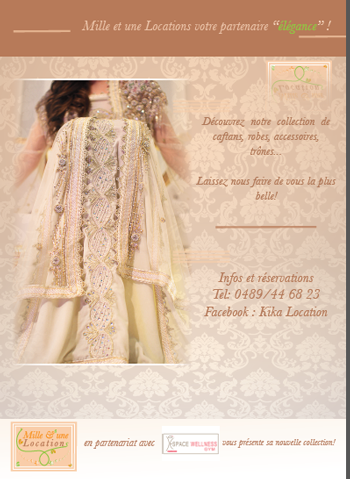 Mille et une Locations votre partenaire “élégance” !
Découvrez notre collection de
caftans, robes, accessoires,
trônes...
Laissez nous faire de vous la plus
belle!
Infos et réservations
Tel: 0489/44 68 23
Facebook : Kika Location
Mille & une
Location
en partenariat avec
SPACE WELLNESS
GYM
vous présente sa nouvelle collection!